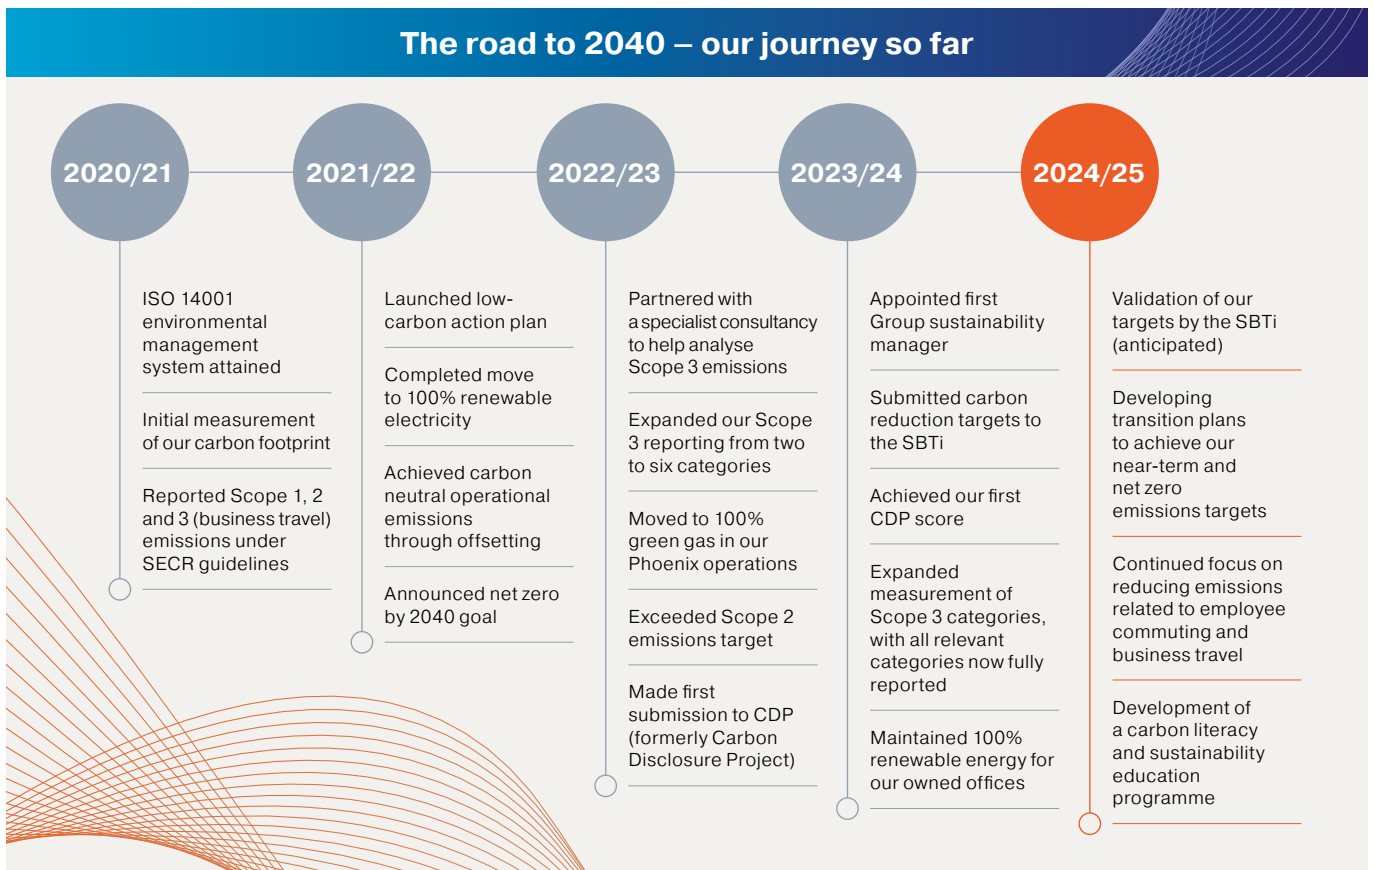 The road to 2040 – our journey so far
2020/21
2021/22
2022/23
2023/24
2024/25
ISO 14001
environmental
management
system attained
Initial measurement
of our carbon footprint
Reported Scope 1, 2
and 3 (business travel)
emissions under
SECR guidelines
Launched low-
carbon action plan
Completed move
to 100% renewable
electricity
Achieved carbon
neutral operational
emissions
through offsetting
Announced net zero
by 2040 goal
Partnered with
a specialist consultancy
to help analyse
Scope 3 emissions
Expanded our Scope
3 reporting from two
to six categories
Moved to 100%
green gas in our
Phoenix operations
Exceeded Scope 2
emissions target
Made first
submission to CDP
(formerly Carbon
Disclosure Project)
Appointed first
Group sustainability
manager
Submitted carbon
reduction targets to
the SBTi
Achieved our first
CDP score
Expanded
measurement of
Scope 3 categories,
with all relevant
categories now fully
reported
Maintained 100%
renewable energy for
our owned offices
Validation of our
targets by the SBTi
(anticipated)
Developing
transition plans
to achieve our
near-term and
net zero
emissions targets
Continued focus on
reducing emissions
related to employee
commuting and
business travel
Development of
a carbon literacy
and sustainability
education
programme